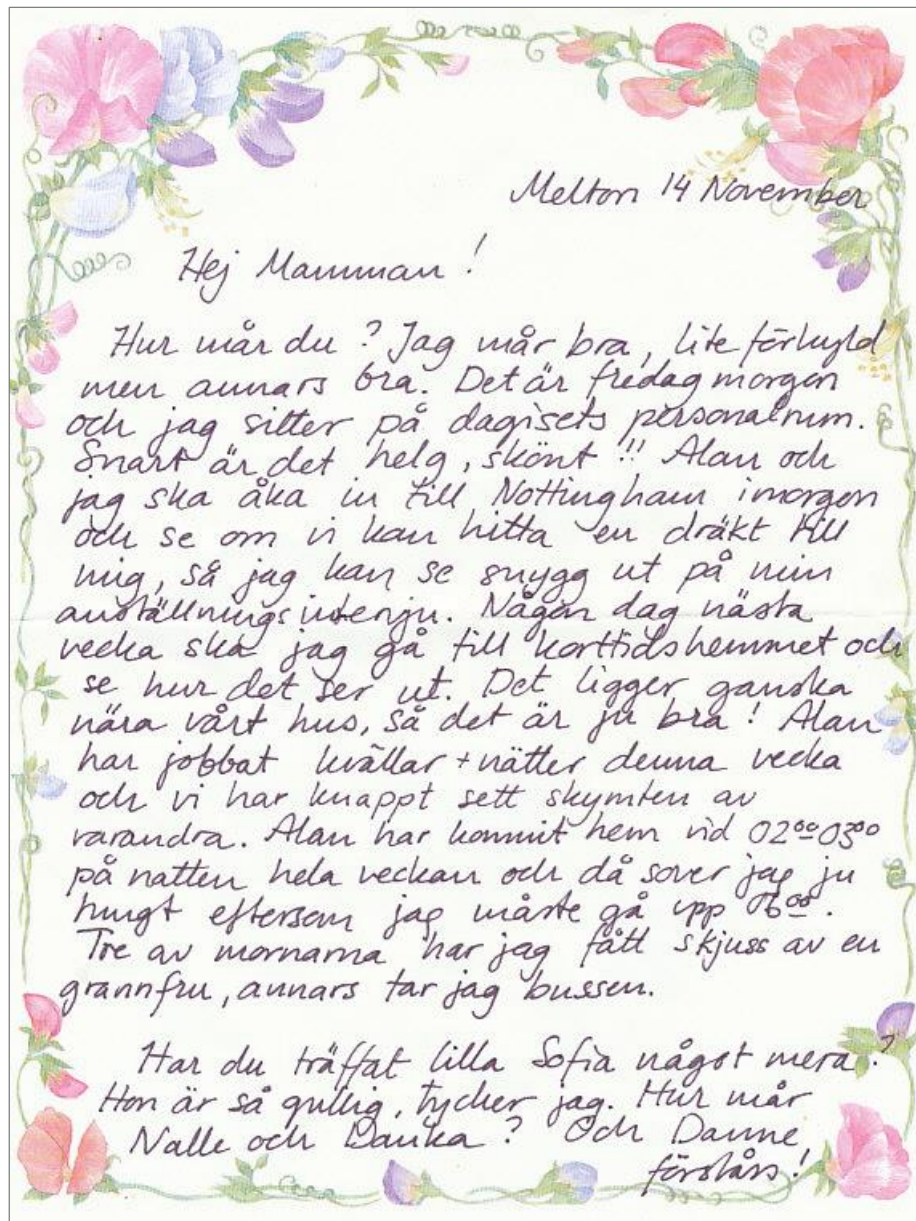 Melton 14 November
Hej Mamman!
Hur mår du? Jag mår bra, lite förkyld
men annars bra. Det är fredag morgon
och jag sitter på dagisets personalrum.
Snart är det helg, skönt!! Alan och
jag ska åka in till Nottingham imorgon
och se om vi kan hitta en dräkt till
mig, så jag kan se snygg ut på min
anställningsintervju. Någon dag nästa
vecka ska jag gå till korttidshemmet och
se hur det ser ut. Det ligger ganska
nära vårt hus, så det är ju bra! Alan
har jobbat kvällar + nätter denna vecka
och vi har knappt sett skymten av
varandra. Alan har kommit hem vid 02⁰⁰ 03⁰⁰
på natten hela veckan och då sover jag ju
tungt eftersom jag måste gå upp 06⁰⁰.
Tre av mornarna har jag fått skjuss av en
grannfru, annars tar jag bussen.
Har du träffat lilla Sofia något mera?
Hon är så gullig, tycker jag. Hur mår
Nalle och Danka? Och Danne
förstårs!